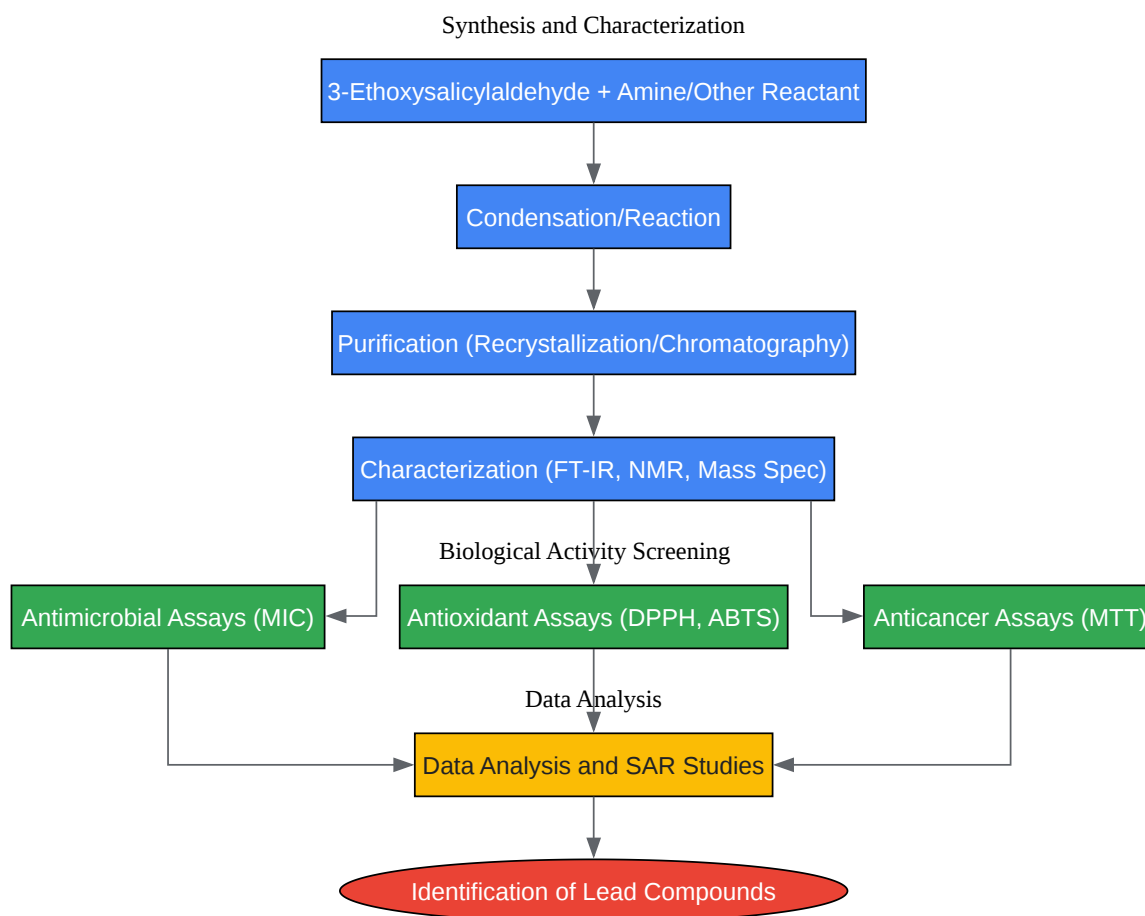 Synthesis and Characterization
3-Ethoxysalicylaldehyde + Amine/Other Reactant
Condensation/Reaction
Purification (Recrystallization/Chromatography)
Characterization (FT-IR, NMR, Mass Spec)
Biological Activity Screening
Antimicrobial Assays (MIC)
Antioxidant Assays (DPPH, ABTS)
Anticancer Assays (MTT)
Data Analysis
Data Analysis and SAR Studies
Identification of Lead Compounds